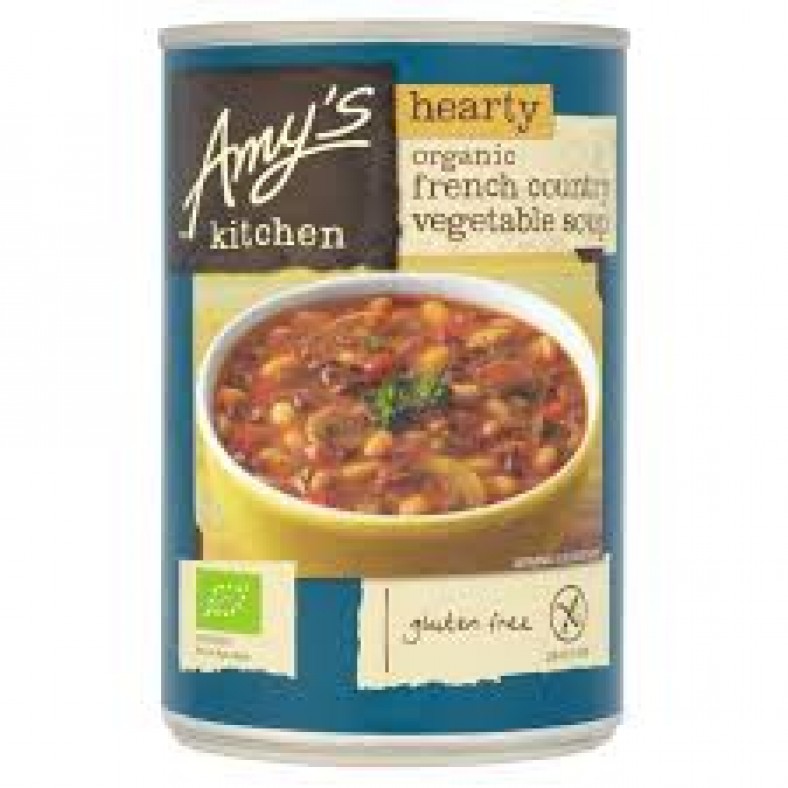 Amy's
kitchen
hearty
organic
french country
vegetable soup
gluten free